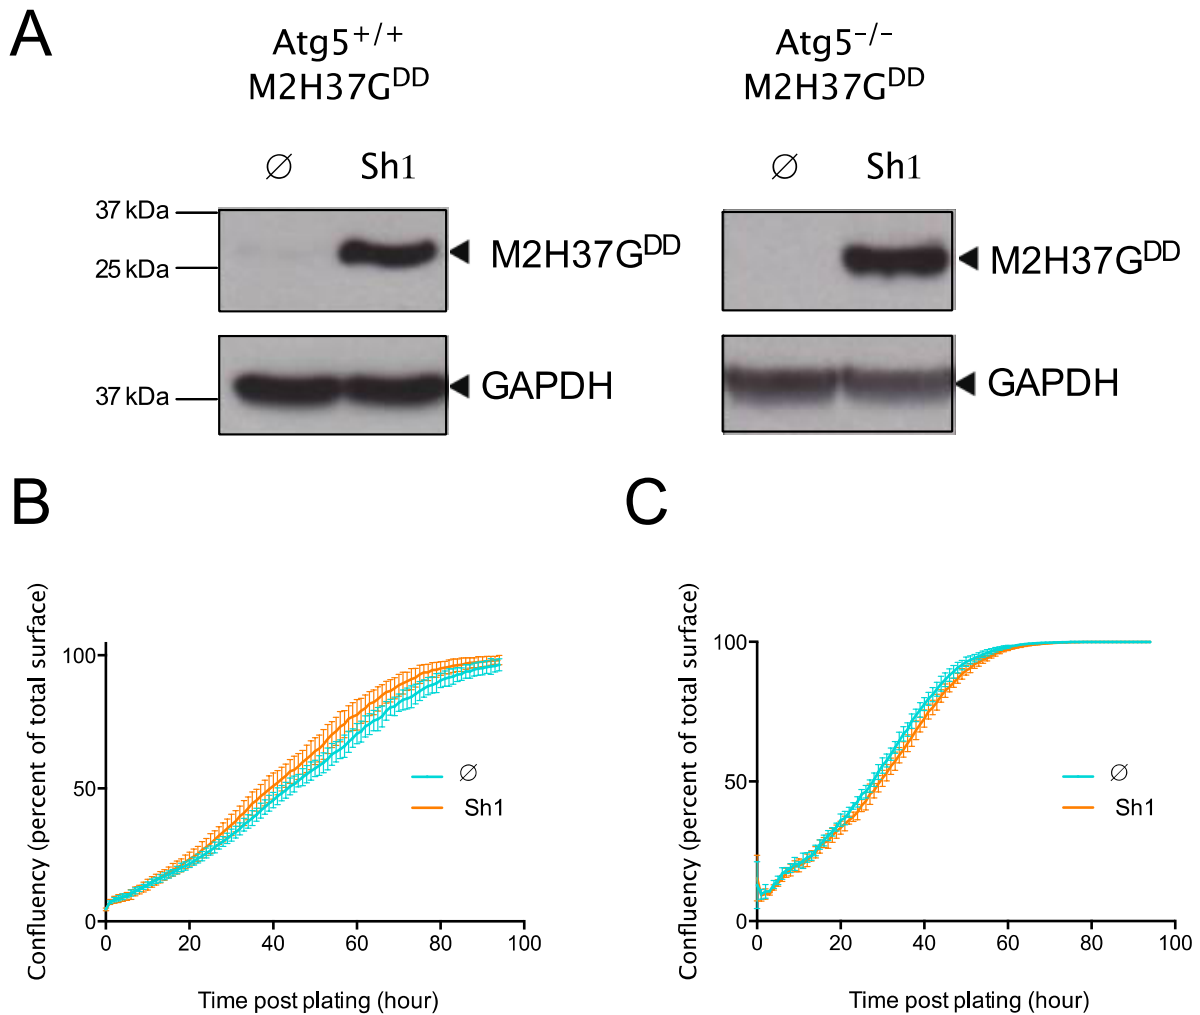 A
Atg5+/+
M2H37GDD
Atg5−/−
M2H37GDD
∅ Sh1
∅ Sh1
37 kDa
25 kDa
M2H37GDD
M2H37GDD
37 kDa
GAPDH
GAPDH
B
Confluency (percent of total surface)
100
50
0
0 20 40 60 80 100
Time post plating (hour)
∅
Sh1
C
Confluency (percent of total surface)
100
50
0
0 20 40 60 80 100
Time post plating (hour)
∅
Sh1